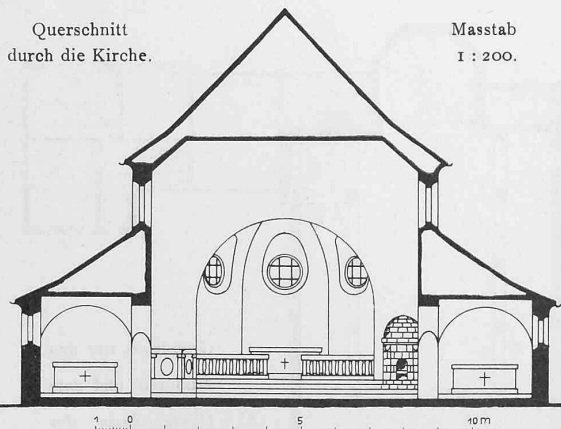 Querschnitt
durch die Kirche.
Masstab
1 : 200.
1 0 5 10 m